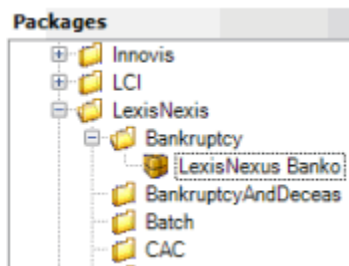 Packages
Innovis
LCI
LexisNexis
Bankruptcy
LexisNexus Banko
BankruptcyAndDeceas
Batch
CAC